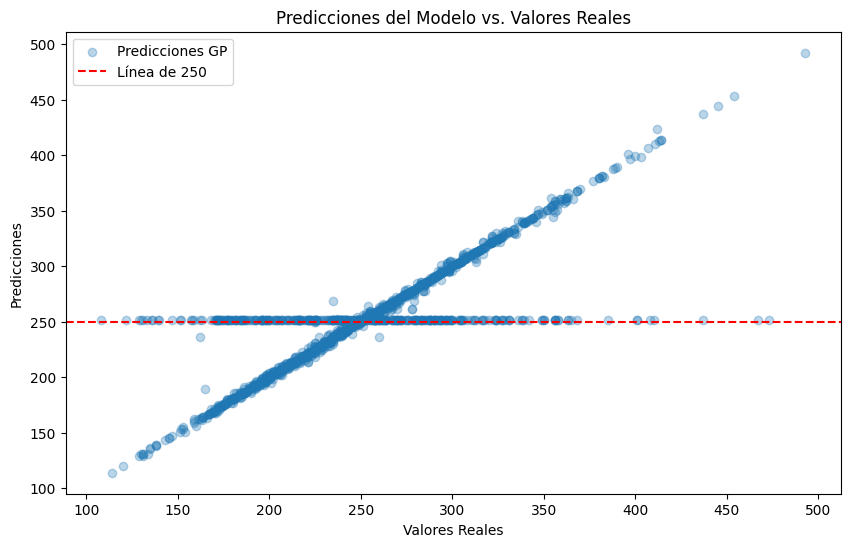 Predicciones del Modelo vs. Valores Reales
Predicciones GP
Línea de 250
500
450
400
350
300
250
200
150
100
Predicciones
100 150 200 250 300 350 400 450 500
Valores Reales